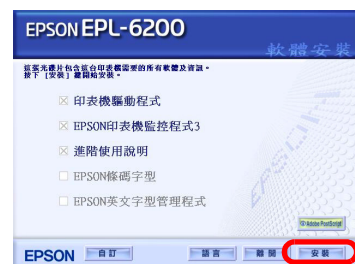 EPSON EPL-6200
軟體安裝
這張光碟片包含這台印表機需要的所有軟體及資訊。
按下 [安裝] 鍵開始安裝。
印表機驅動程式
EPSON印表機監控程式3
進階使用說明
EPSON條碼字型
EPSON英文字型管理程式
Adobe PostScript
EPSON 自訂 語言 離開 安裝